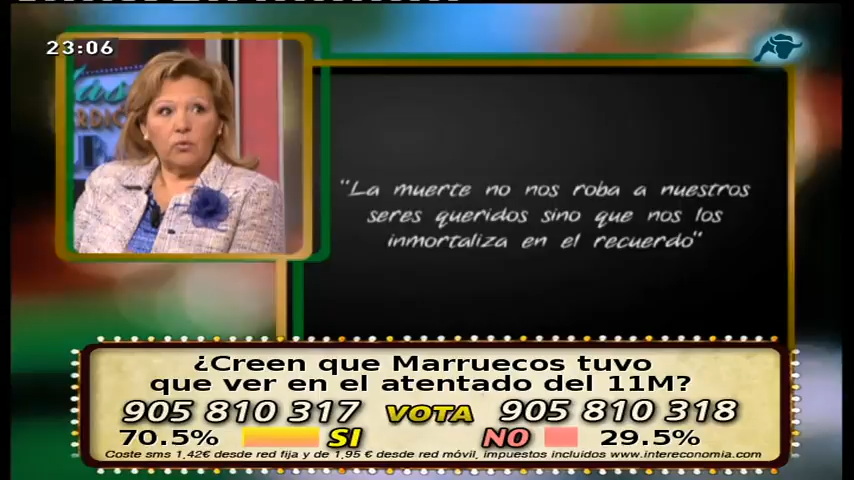 23:06
"La muerte no nos roba a nuestros
seres queridos sino que nos los
inmortaliza en el recuerdo"
¿Creen que Marruecos tuvo
que ver en el atentado del 11M?
905 810 317 VOTA 905 810 318
70.5% SI NO 29.5%
Coste sms 1,42€ desde red fija y de 1,95 € desde red móvil, impuestos incluidos www.intereconomia.com